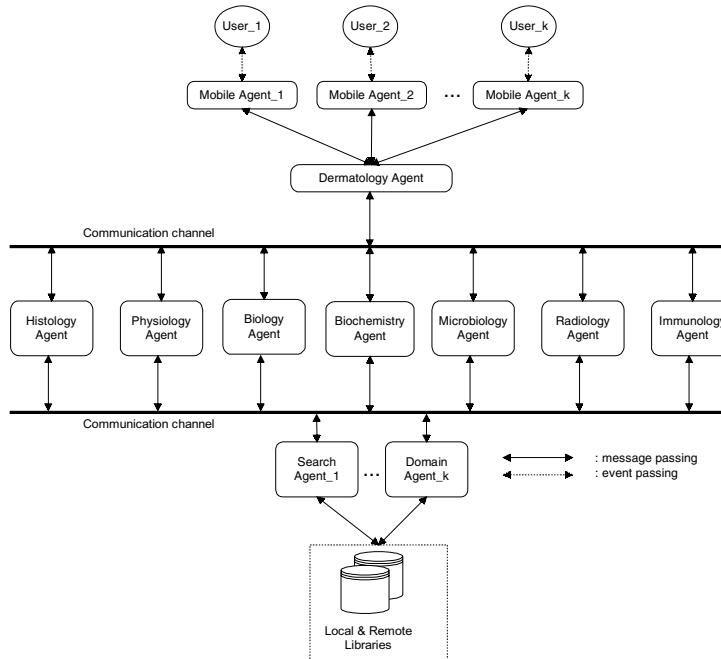 User_1
User_2
User_k
Mobile Agent_1
Mobile Agent_2
...
Mobile Agent_k
Dermatology Agent
Communication channel
Histology
Agent
Physiology
Agent
Biology
Agent
Biochemistry
Agent
Microbiology
Agent
Radiology
Agent
Immunology
Agent
Communication channel
Search
Agent_1
...
Domain
Agent_k
: message passing
: event passing
Local & Remote
Libraries